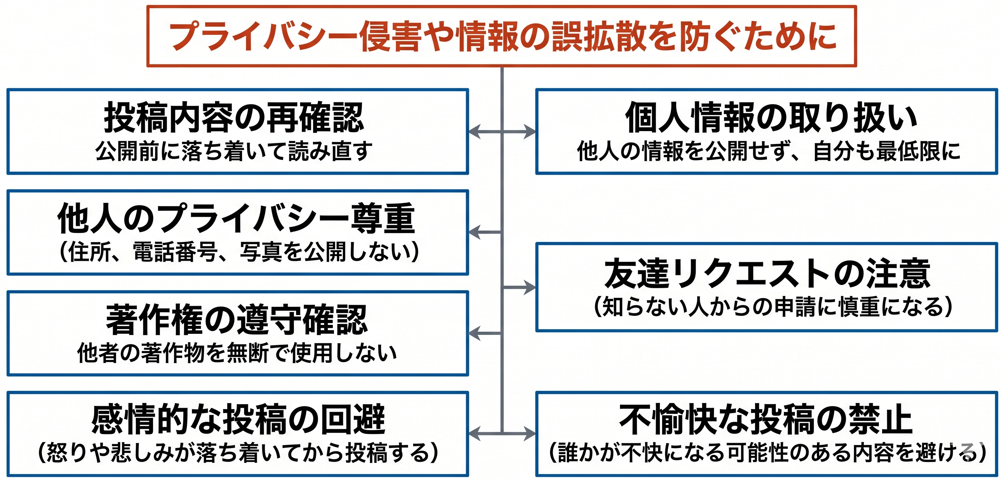 プライバシー侵害や情報の誤拡散を防ぐために
投稿内容の再確認
公開前に落ち着いて読み直す
個人情報の取り扱い
他人の情報を公開せず、自分も最低限に
他人のプライバシー尊重
（住所、電話番号、写真を公開しない）
友達リクエストの注意
（知らない人からの申請に慎重になる）
著作権の遵守確認
他者の著作物を無断で使用しない
感情的な投稿の回避
（怒りや悲しみが落ち着いてから投稿する）
不愉快な投稿の禁止
（誰かが不快になる可能性のある内容を避ける）